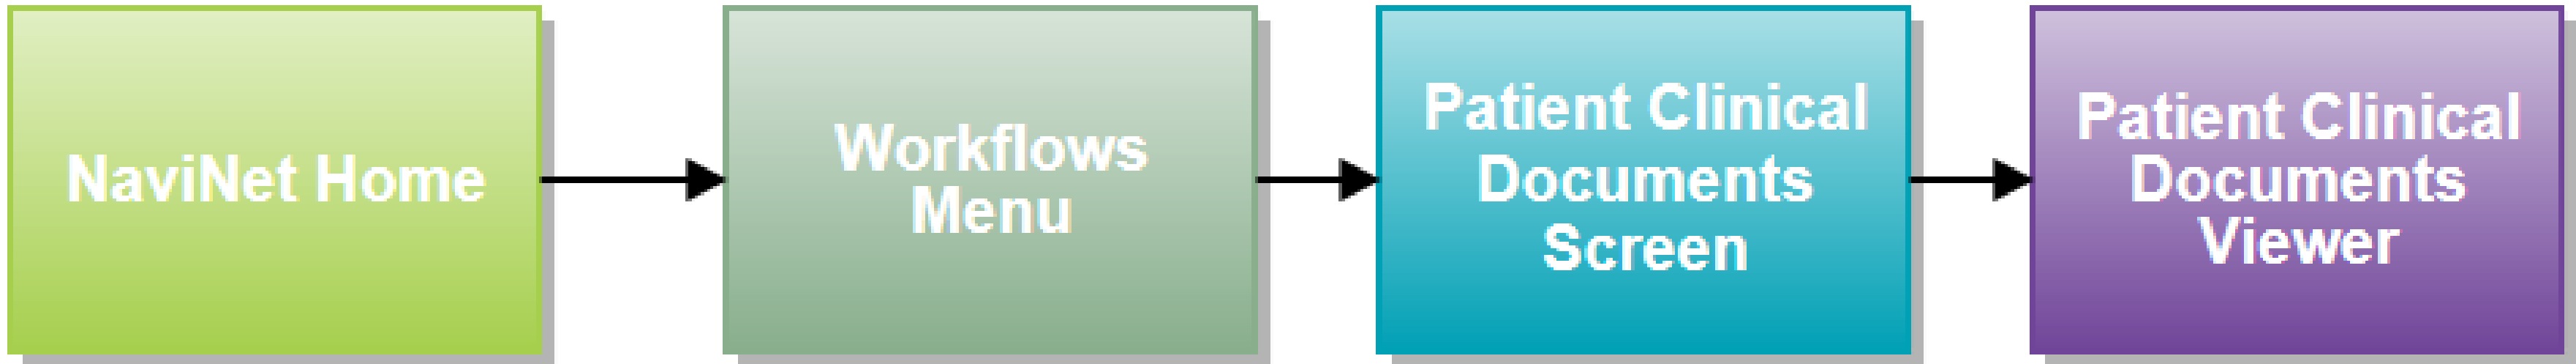 NaviNet Home
Workflows
Menu
Patient Clinical
Documents
Screen
Patient Clinical
Documents
Viewer